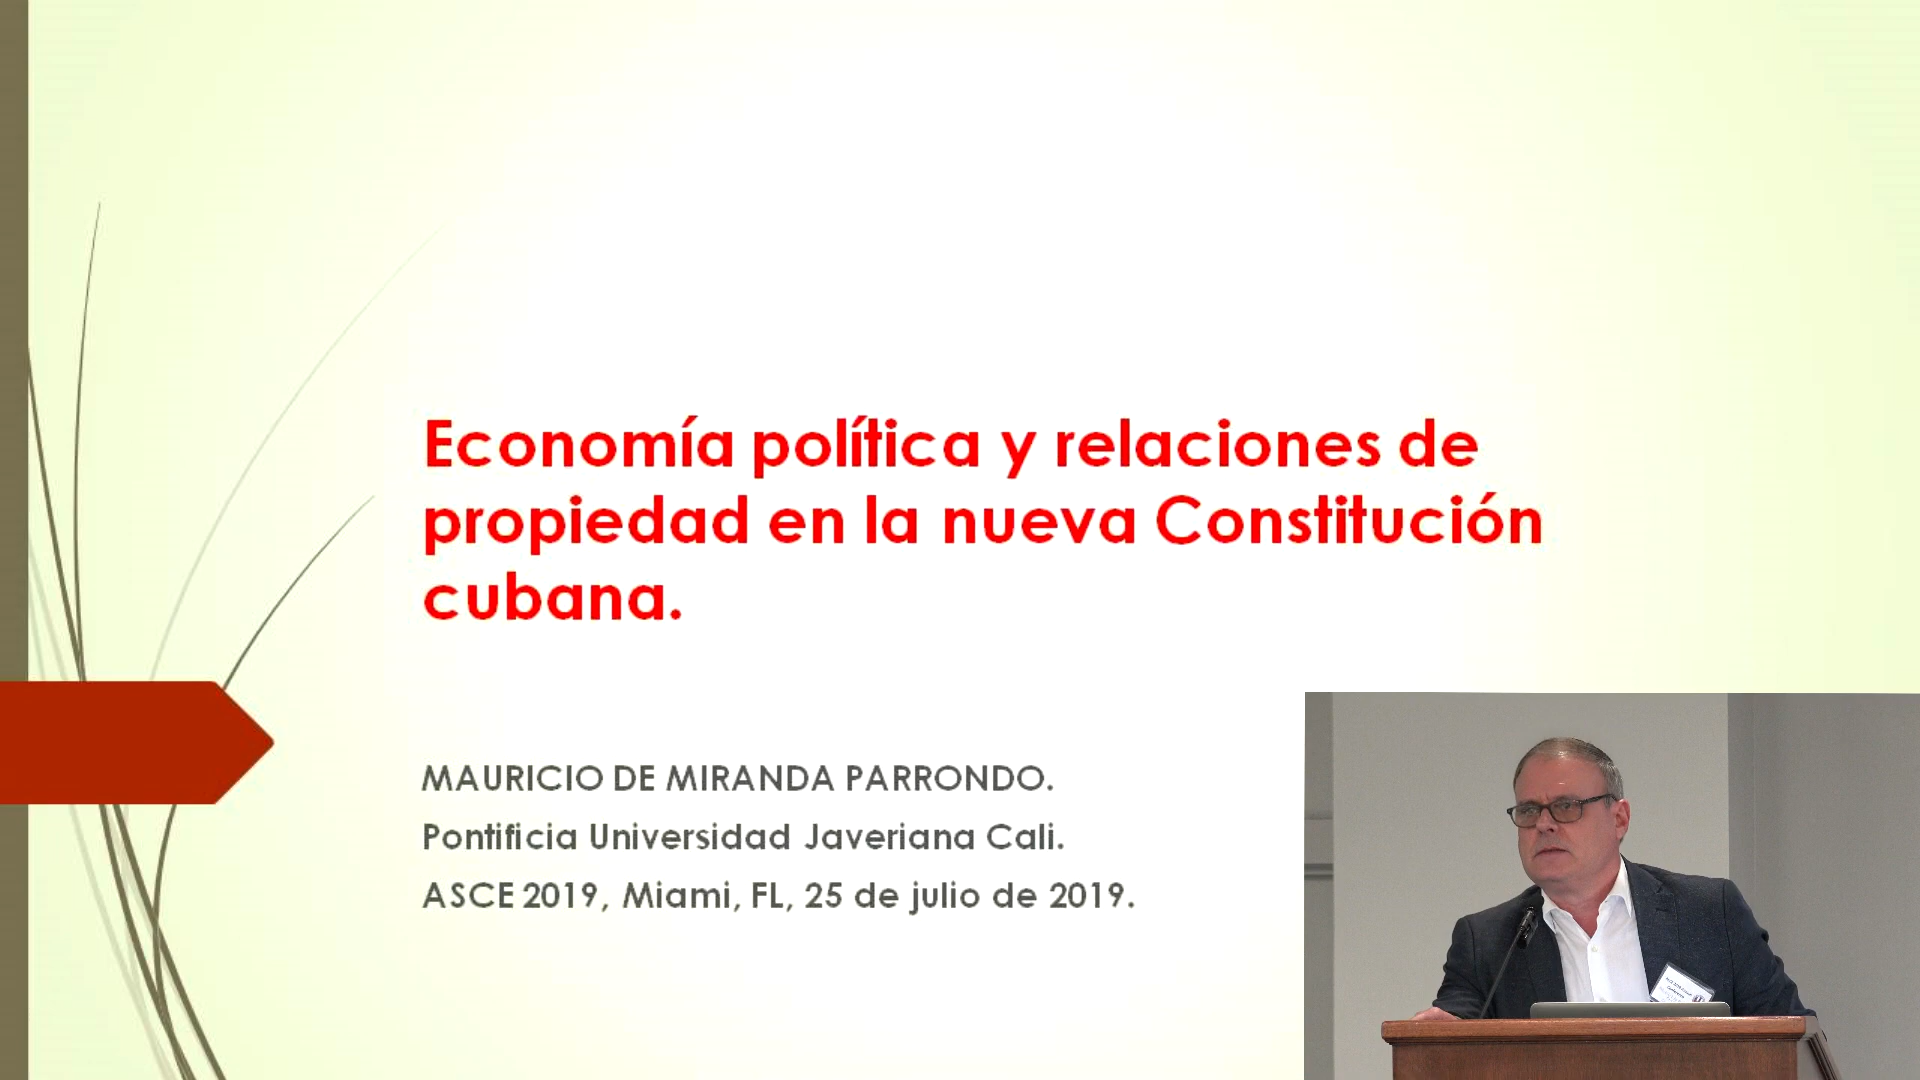 Economía política y relaciones de
propiedad en la nueva Constitución
cubana.
MAURICIO DE MIRANDA PARRONDO.
Pontificia Universidad Javeriana Cali.
ASCE 2019, Miami, FL, 25 de julio de 2019.